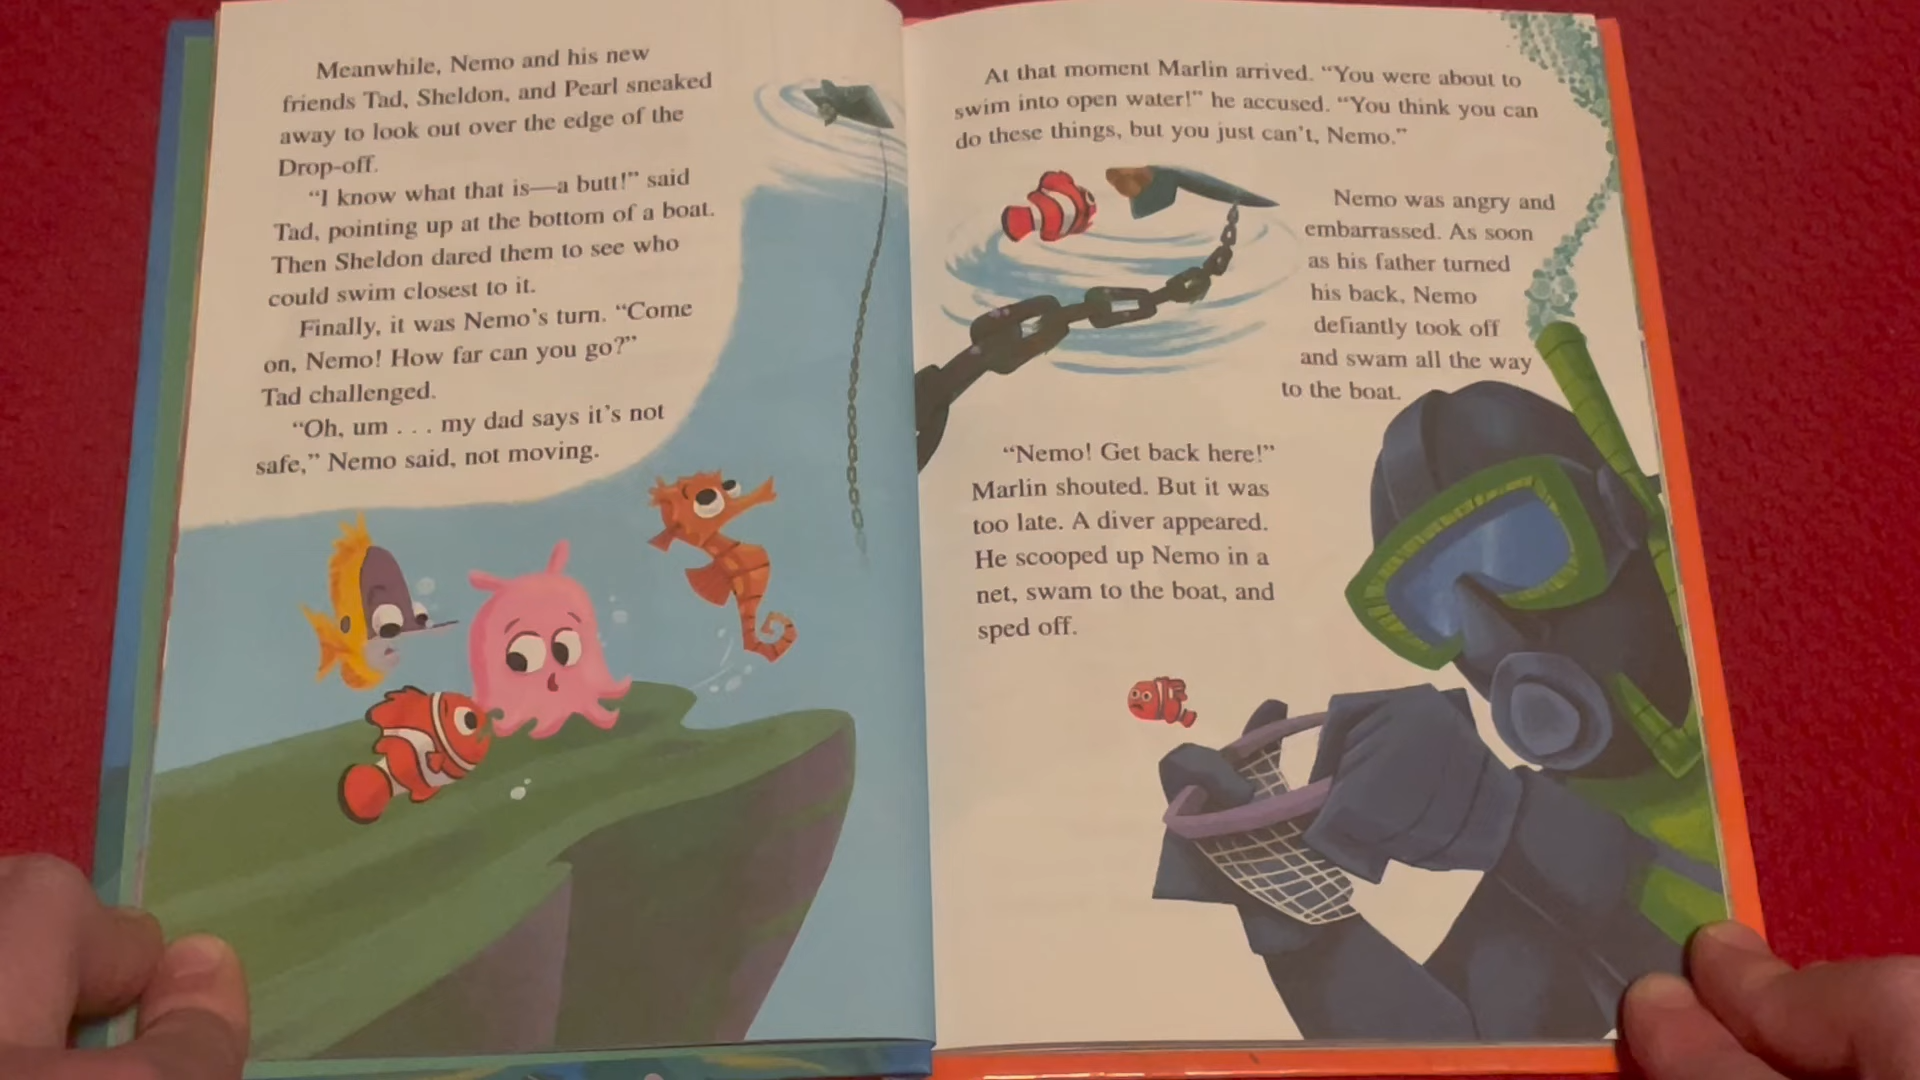 Meanwhile, Nemo and his new
friends Tad, Sheldon, and Pearl sneaked
away to look out over the edge of the
Drop-off.
“I know what that is—a butt!” said
Tad, pointing up at the bottom of a boat.
Then Sheldon dared them to see who
could swim closest to it.
Finally, it was Nemo’s turn. “Come
on, Nemo! How far can you go?”
Tad challenged.
“Oh, um . . . my dad says it’s not
safe,” Nemo said, not moving.
At that moment Marlin arrived. “You were about to
swim into open water!” he accused. “You think you can
do these things, but you just can’t, Nemo.”
Nemo was angry and
embarrassed. As soon
as his father turned
his back, Nemo
defiantly took off
and swam all the way
to the boat.
“Nemo! Get back here!”
Marlin shouted. But it was
too late. A diver appeared.
He scooped up Nemo in a
net, swam to the boat, and
sped off.